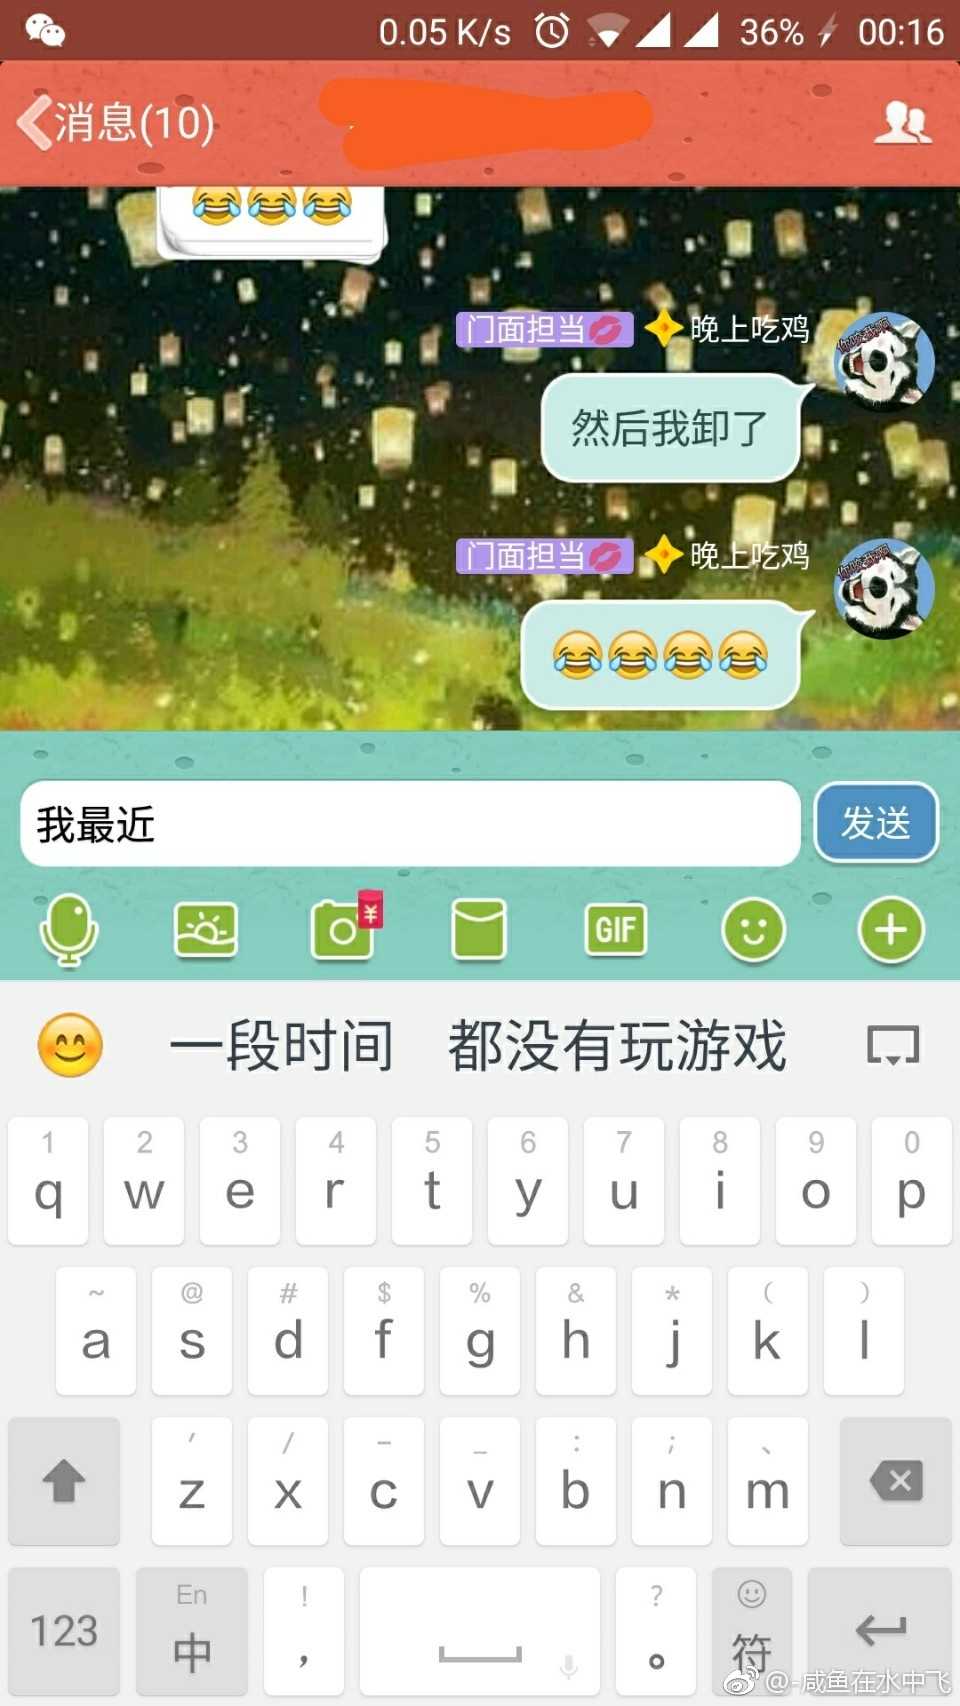 0.05 K/s 36% 00:16
消息(10)
😂😂😂
门面担当💋 晚上吃鸡
然后我卸了
门面担当💋 晚上吃鸡
😂😂😂😂
我最近 发送
¥
GIF
😊 一段时间 都没有玩游戏
1 2 3 4 5 6 7 8 9 0
q w e r t y u i o p
~ @ # $ % & * ( )
a s d f g h j k l
' / - _ : ; 、
z x c v b n m
En ! ?
123 中 , 。 符
@-咸鱼在水中飞